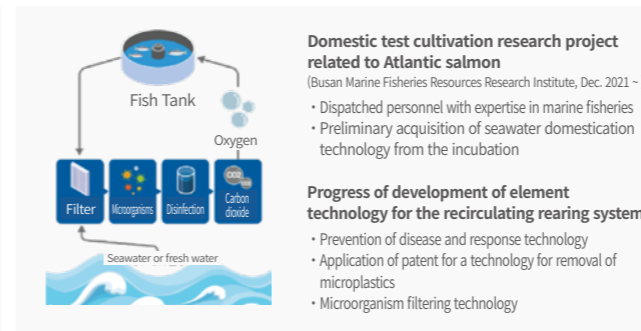 Fish Tank
Oxygen
Filter
Microorganisms
Disinfection
CO2
Carbon
dioxide
Seawater or fresh water
Domestic test cultivation research project
related to Atlantic salmon
(Busan Marine Fisheries Resources Research Institute, Dec. 2021 ~
・Dispatched personnel with expertise in marine fisheries
・Preliminary acquisition of seawater domestication
technology from the incubation
Progress of development of element
technology for the recirculating rearing system
・Prevention of disease and response technology
・Application of patent for a technology for removal of
microplastics
・Microorganism filtering technology